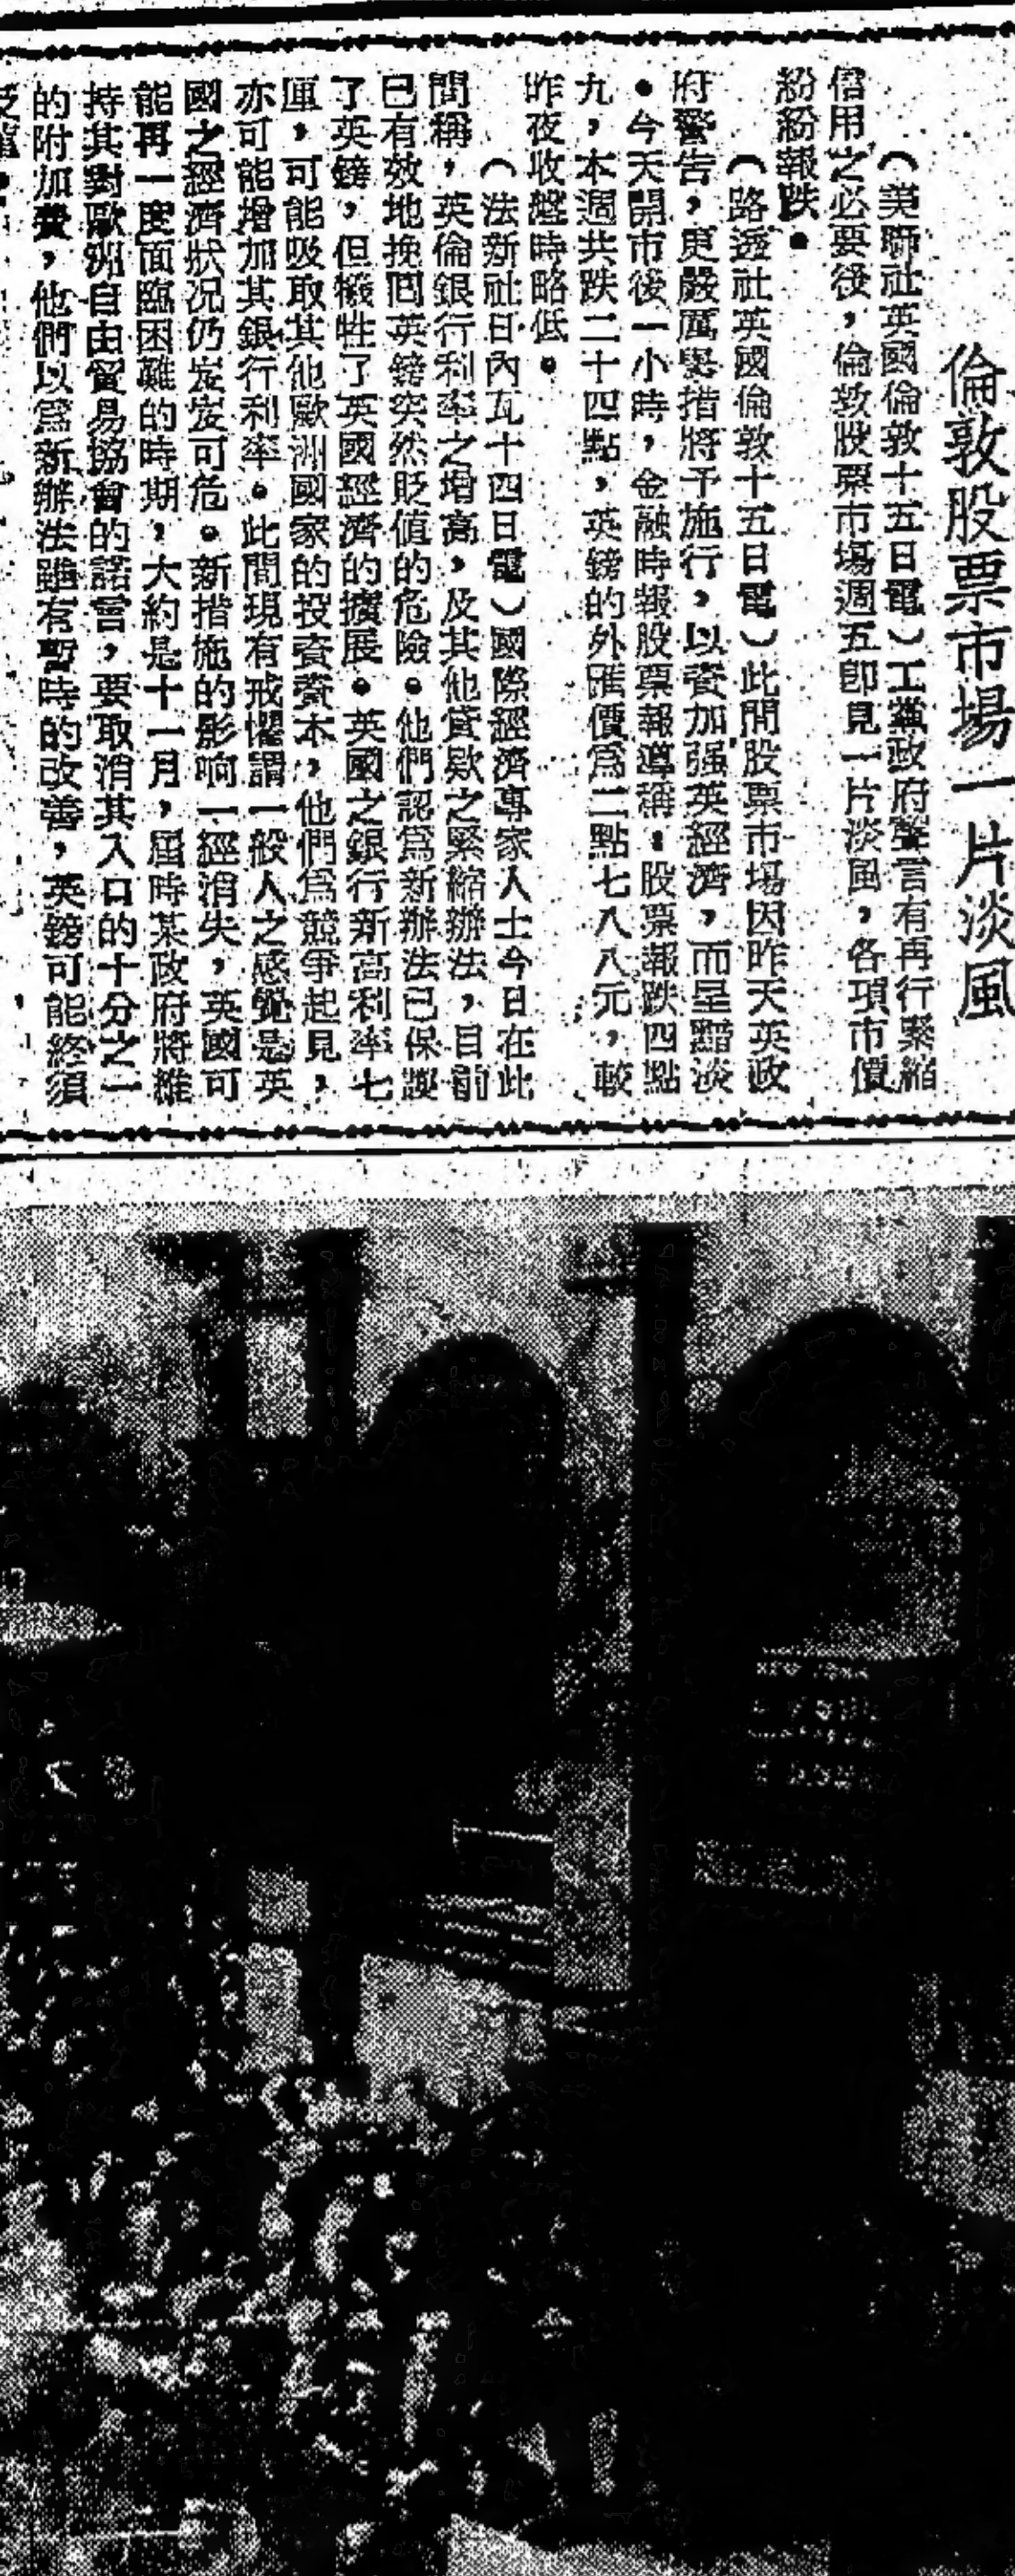 倫敦股票市場一片淡風
（美聯社英國倫敦十五日電）工黨政府聲言有再行緊縮
信用之必要後，倫敦股票市場週五即見一片淡風，各項市價
紛紛報跌●
（路透社英國倫敦十五日電）此間股票市場因昨天英政
府警告，更嚴厲舉措將予施行，以資加强英經濟，而呈黯淡
●今天開市後一小時，金融時報股票報導稱：股票報跌四點
九，本週共跌二十四點，英鎊的外匯價爲二點七八八元，較
昨夜收盤時略低●
（法新社日內瓦十四日電）國際經濟專家人士今日在此
間稱，英倫銀行利率之增高，及其他貸款之緊縮辦法，目前
已有效地挽囘英鎊突然貶值的危險●他們認爲新辦法已保護
了英鎊，但犧牲了英國經濟的擴展●英國之銀行新高利率七
厘，可能吸取其他歐洲國家的投資資本，他們爲競爭起見，
亦可能增加其銀行利率●此間現有戒懼謂一般人之感覺是英
國之經濟狀况仍岌岌可危●新措施的影响一經消失，英國可
能再一度面臨困難的時期，大約是十一月，屆時某政府將維
持其對歐洲自由貿易協會的諾言，要取消其入口的十分之一
的附加費，他們以爲新辦法雖有暫時的改善，英鎊可能終須